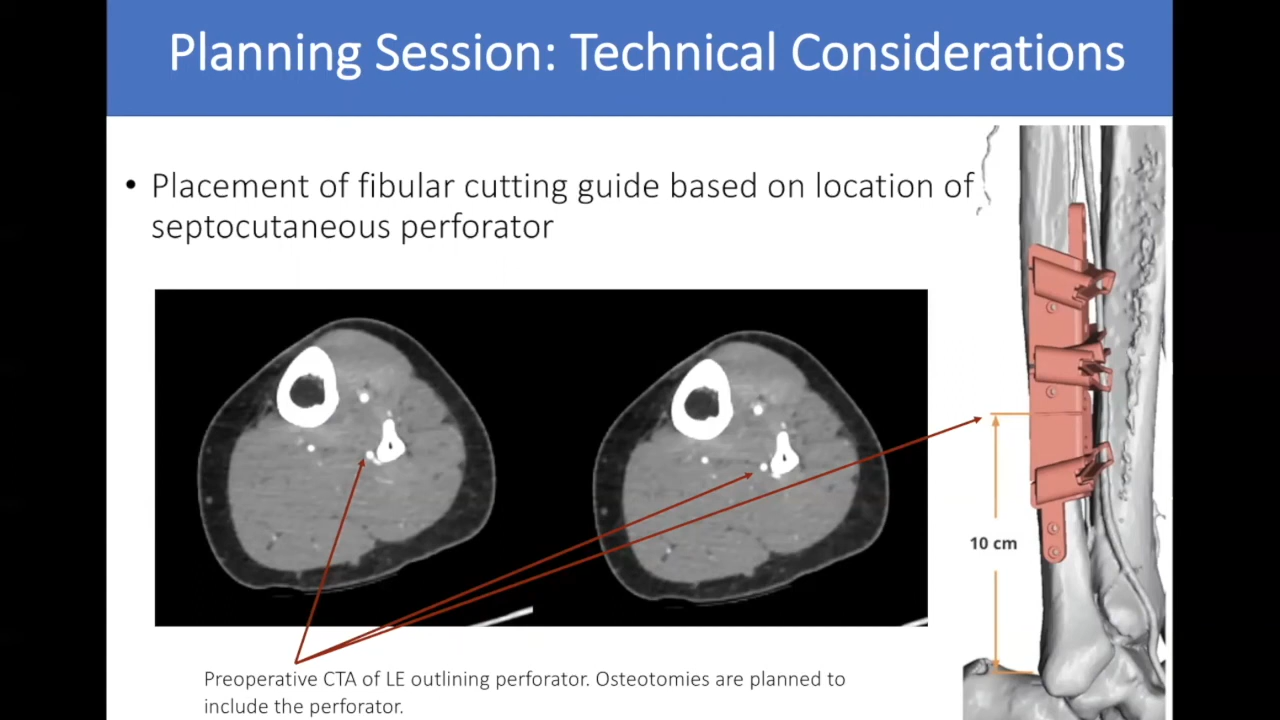 Planning Session: Technical Considerations
• Placement of fibular cutting guide based on location of
septocutaneous perforator
10 cm
Preoperative CTA of LE outlining perforator. Osteotomies are planned to
include the perforator.